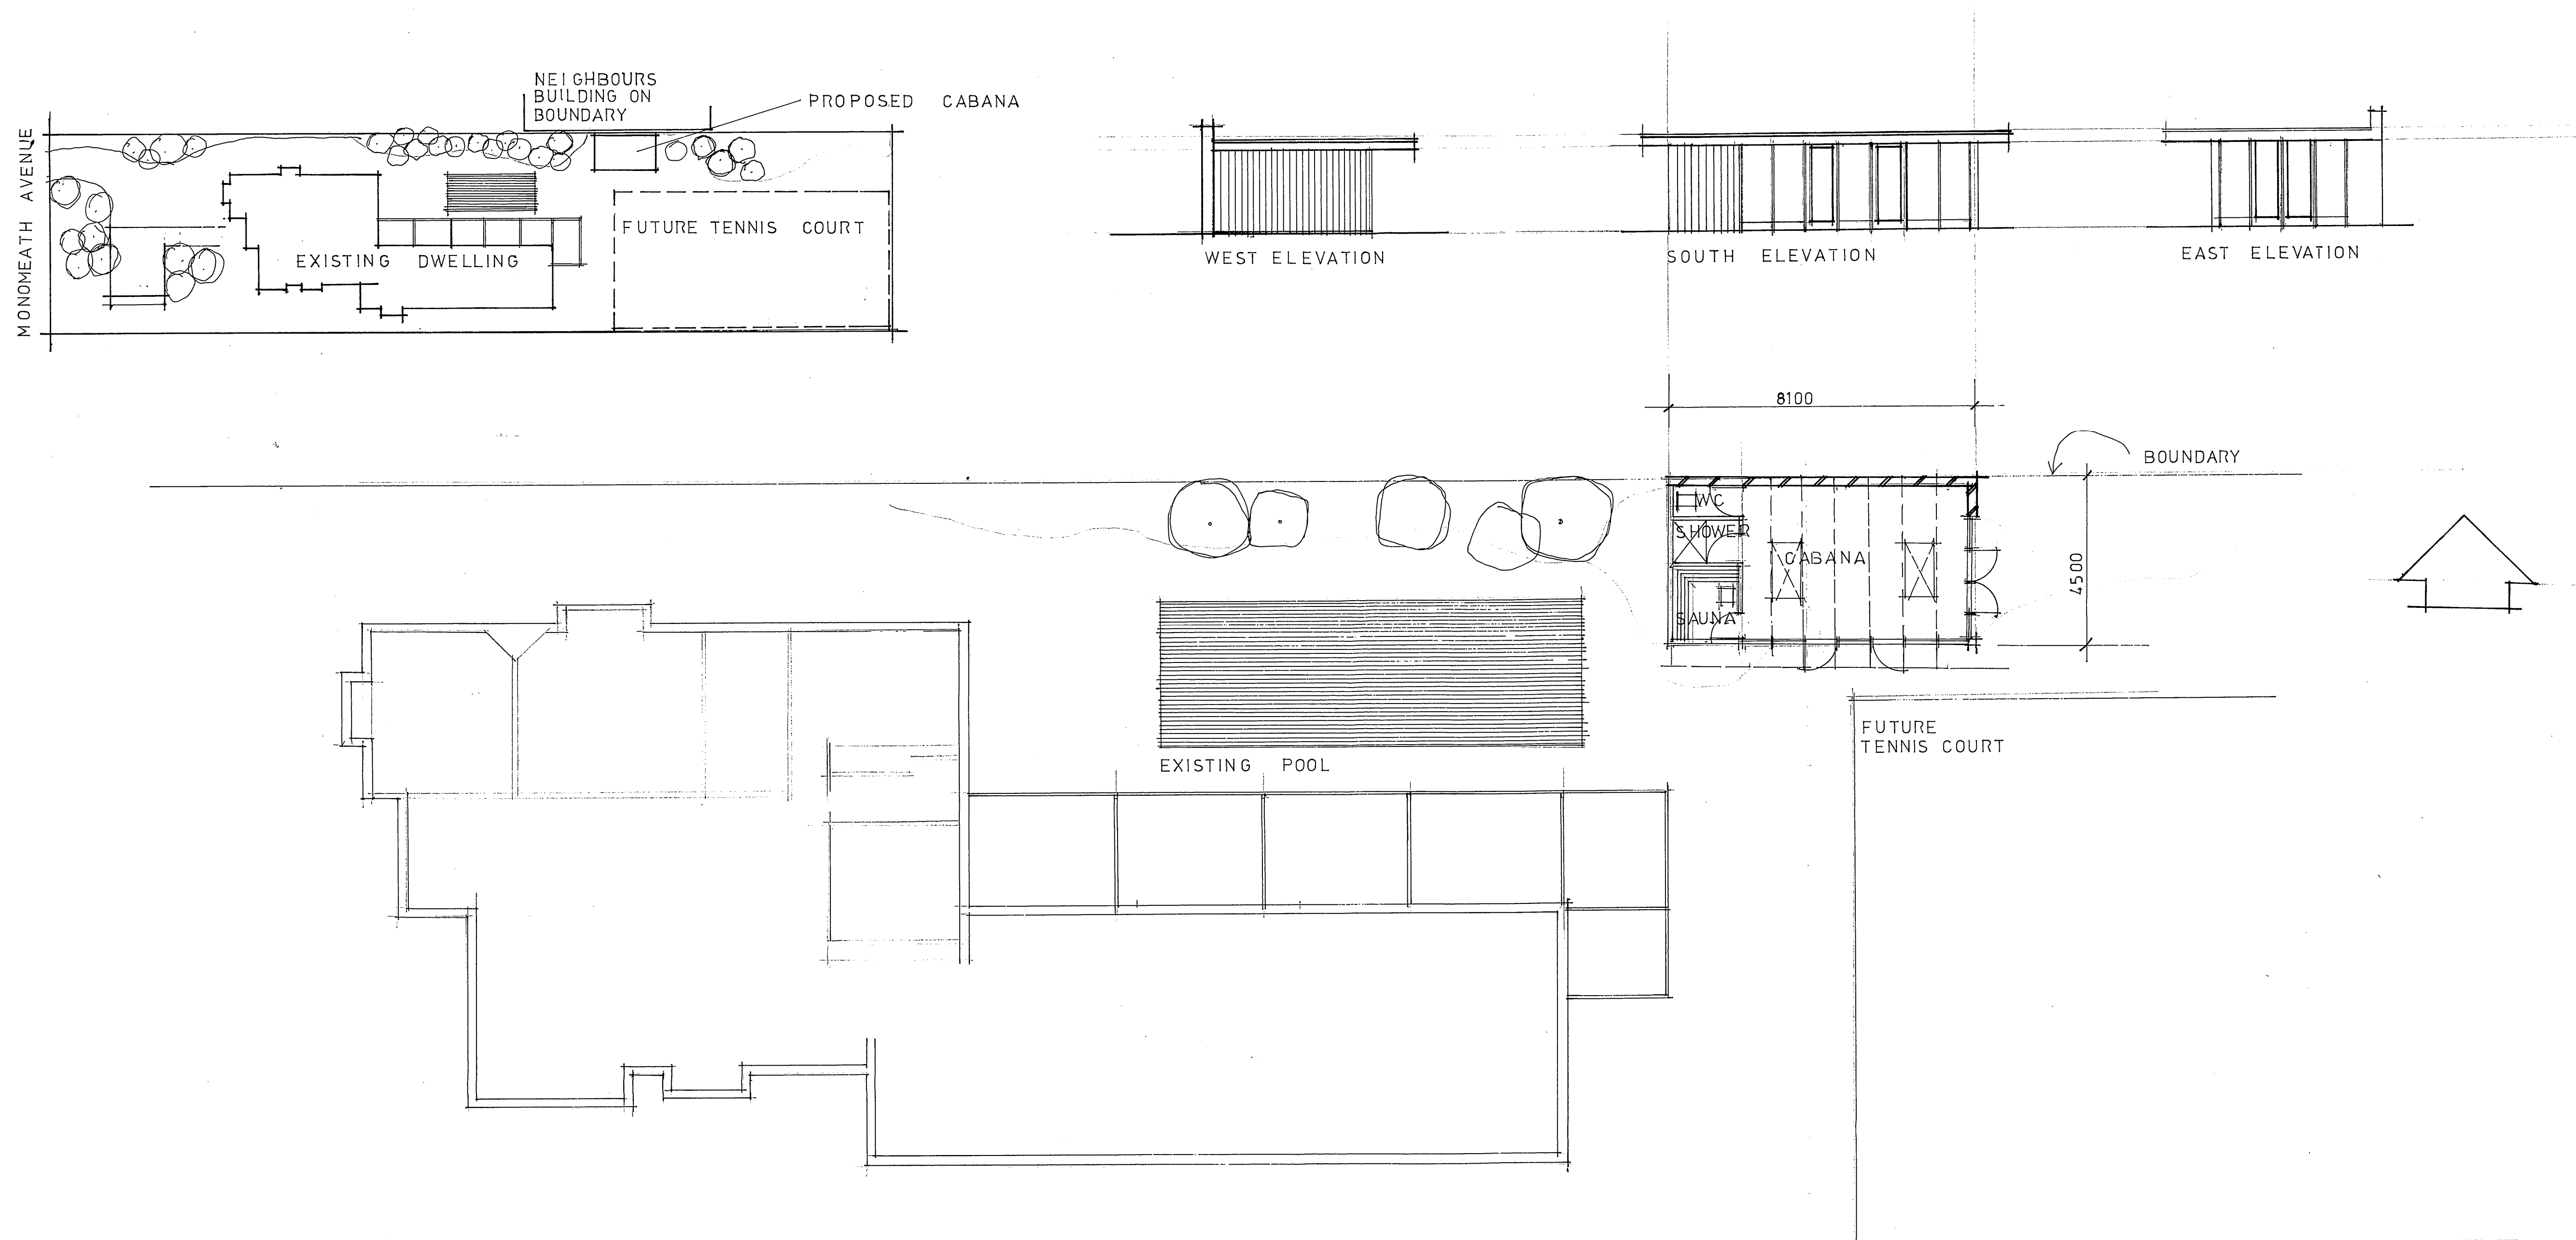 NEIGHBOURS
BUILDING ON
BOUNDARY
PROPOSED CABANA
MONOMEATH AVENUE
FUTURE TENNIS COURT
EXISTING DWELLING
WEST ELEVATION
SOUTH ELEVATION
EAST ELEVATION
8100
BOUNDARY
WC
SHOWER
CABANA
SAUNA
4500
FUTURE
TENNIS COURT
EXISTING POOL